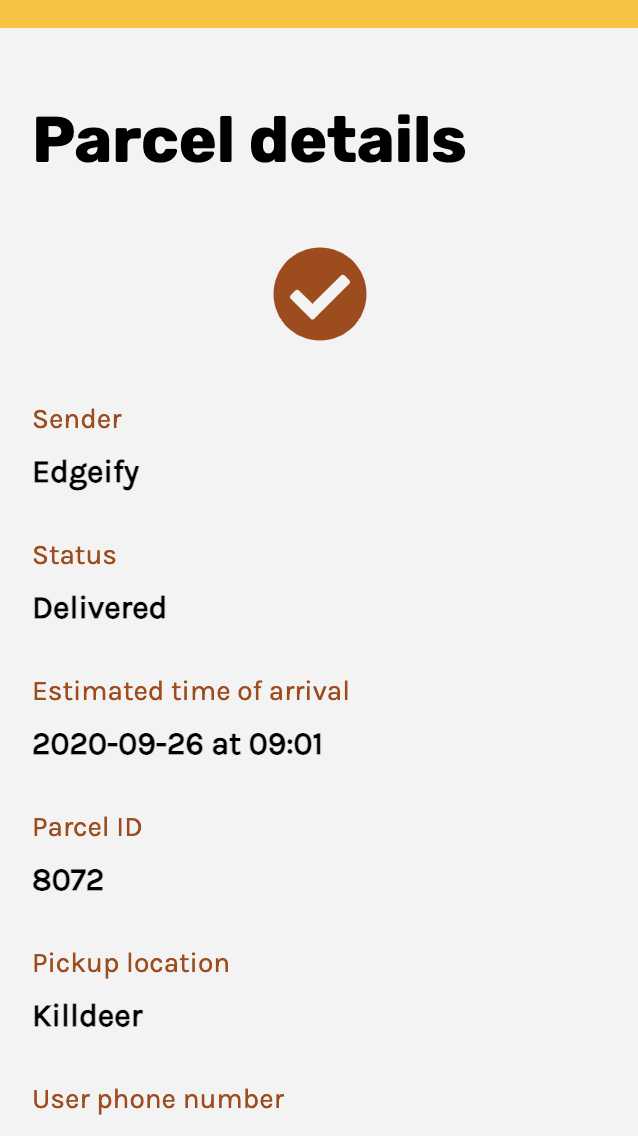 Parcel details
Sender
Edgeify
Status
Delivered
Estimated time of arrival
2020-09-26 at 09:01
Parcel ID
8072
Pickup location
Killdeer
User phone number